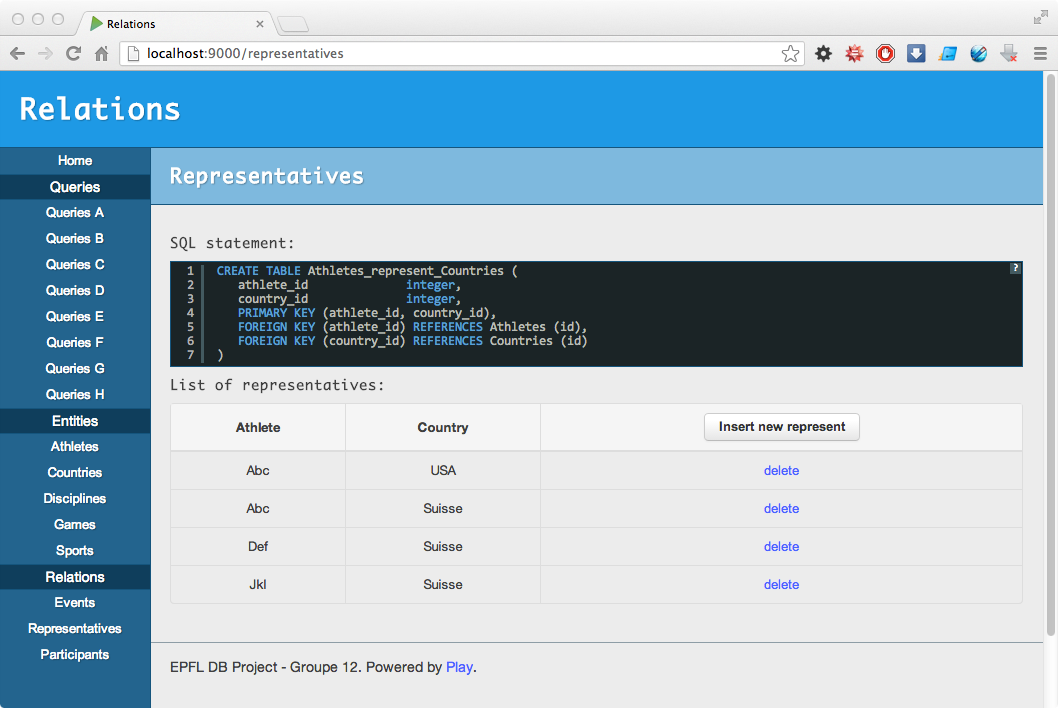 Relations
localhost:9000/representatives
Relations
Home
Queries
Queries A
Queries B
Queries C
Queries D
Queries E
Queries F
Queries G
Queries H
Entities
Athletes
Countries
Disciplines
Games
Sports
Relations
Events
Representatives
Participants
Representatives
SQL statement:
?
1 CREATE TABLE Athletes_represent_Countries (
2 athlete_id integer,
3 country_id integer,
4 PRIMARY KEY (athlete_id, country_id),
5 FOREIGN KEY (athlete_id) REFERENCES Athletes (id),
6 FOREIGN KEY (country_id) REFERENCES Countries (id)
7 )
List of representatives:
Athlete Country Insert new represent
Abc USA delete
Abc Suisse delete
Def Suisse delete
Jkl Suisse delete
EPFL DB Project - Groupe 12. Powered by Play.